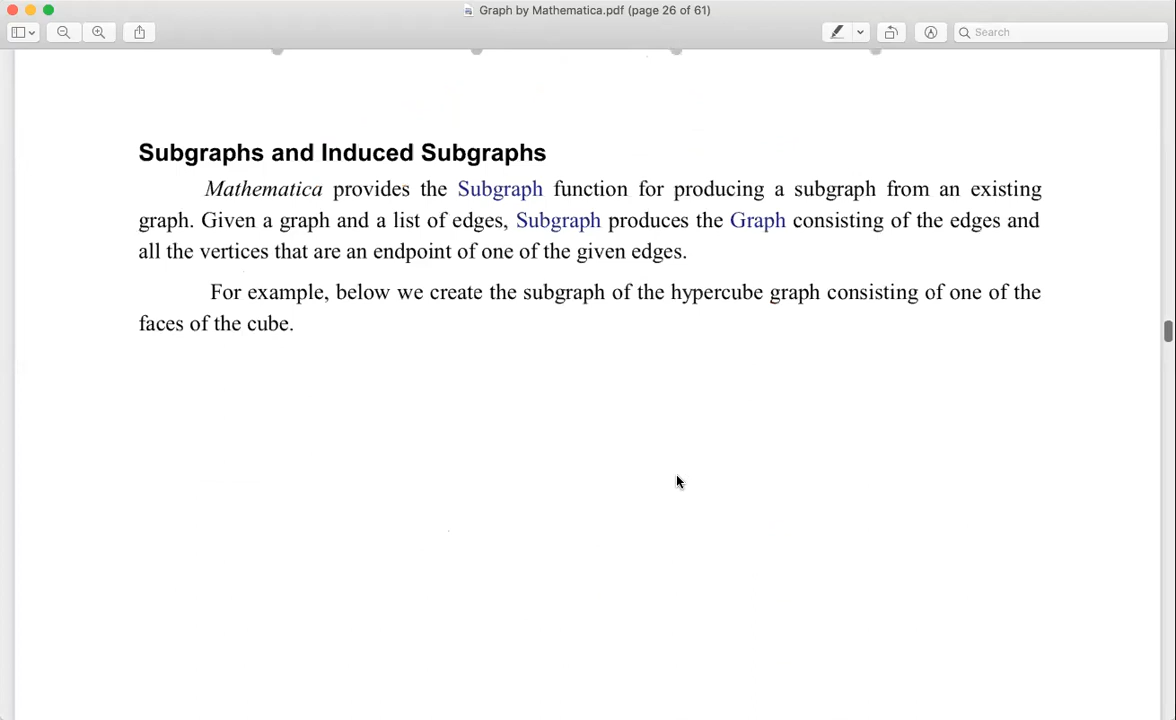 Graph by Mathematica.pdf (page 26 of 61)
Search
Subgraphs and Induced Subgraphs
Mathematica provides the Subgraph function for producing a subgraph from an existing
graph. Given a graph and a list of edges, Subgraph produces the Graph consisting of the edges and
all the vertices that are an endpoint of one of the given edges.
For example, below we create the subgraph of the hypercube graph consisting of one of the
faces of the cube.